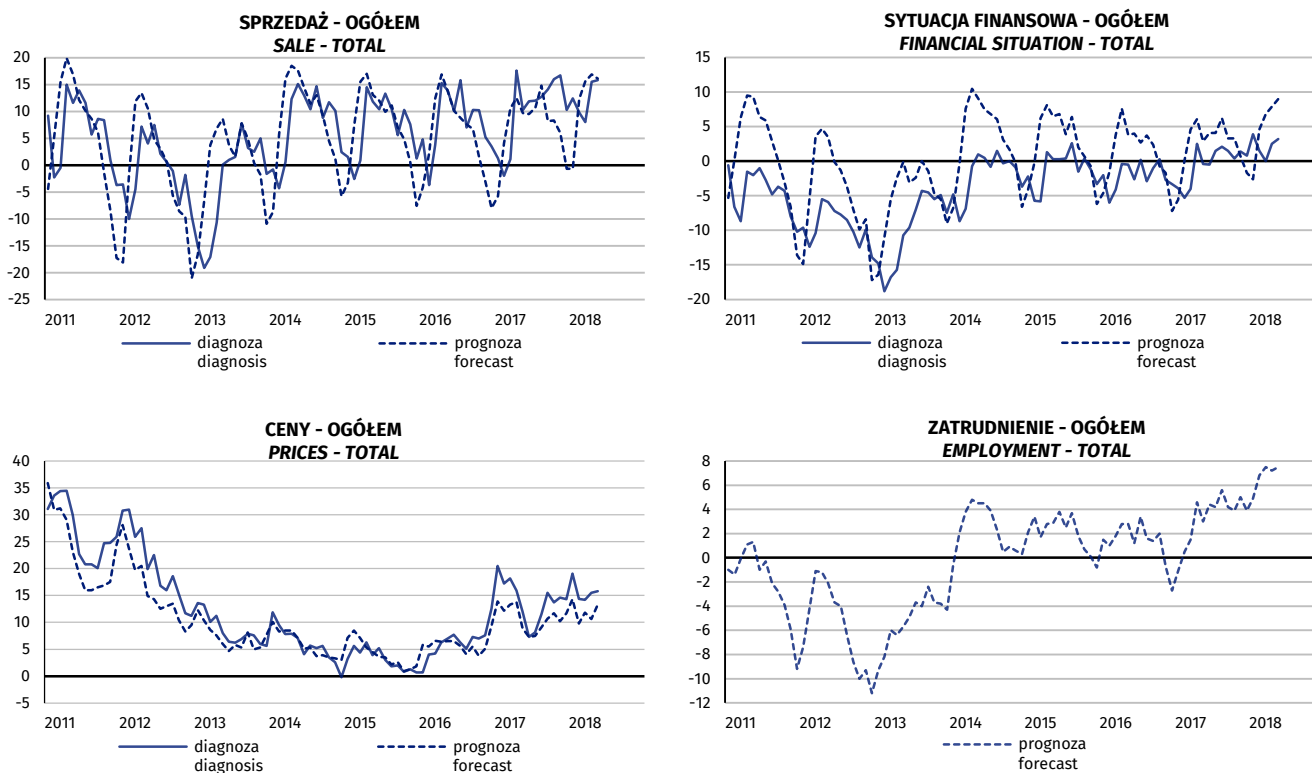 SPRZEDAŻ - OGÓŁEM
SALE - TOTAL
20
15
10
5
0
-5
-10
-15
-20
-25
2011 2012 2013 2014 2015 2016 2017 2018
diagnoza
diagnosis
prognoza
forecast
SYTUACJA FINANSOWA - OGÓŁEM
FINANCIAL SITUATION - TOTAL
15
10
5
0
-5
-10
-15
-20
2011 2012 2013 2014 2015 2016 2017 2018
diagnoza
diagnosis
prognoza
forecast
CENY - OGÓŁEM
PRICES - TOTAL
40
35
30
25
20
15
10
5
0
-5
2011 2012 2013 2014 2015 2016 2017 2018
diagnoza
diagnosis
prognoza
forecast
ZATRUDNIENIE - OGÓŁEM
EMPLOYMENT - TOTAL
8
6
4
2
0
-2
-4
-6
-8
-10
-12
2011 2012 2013 2014 2015 2016 2017 2018
prognoza
forecast